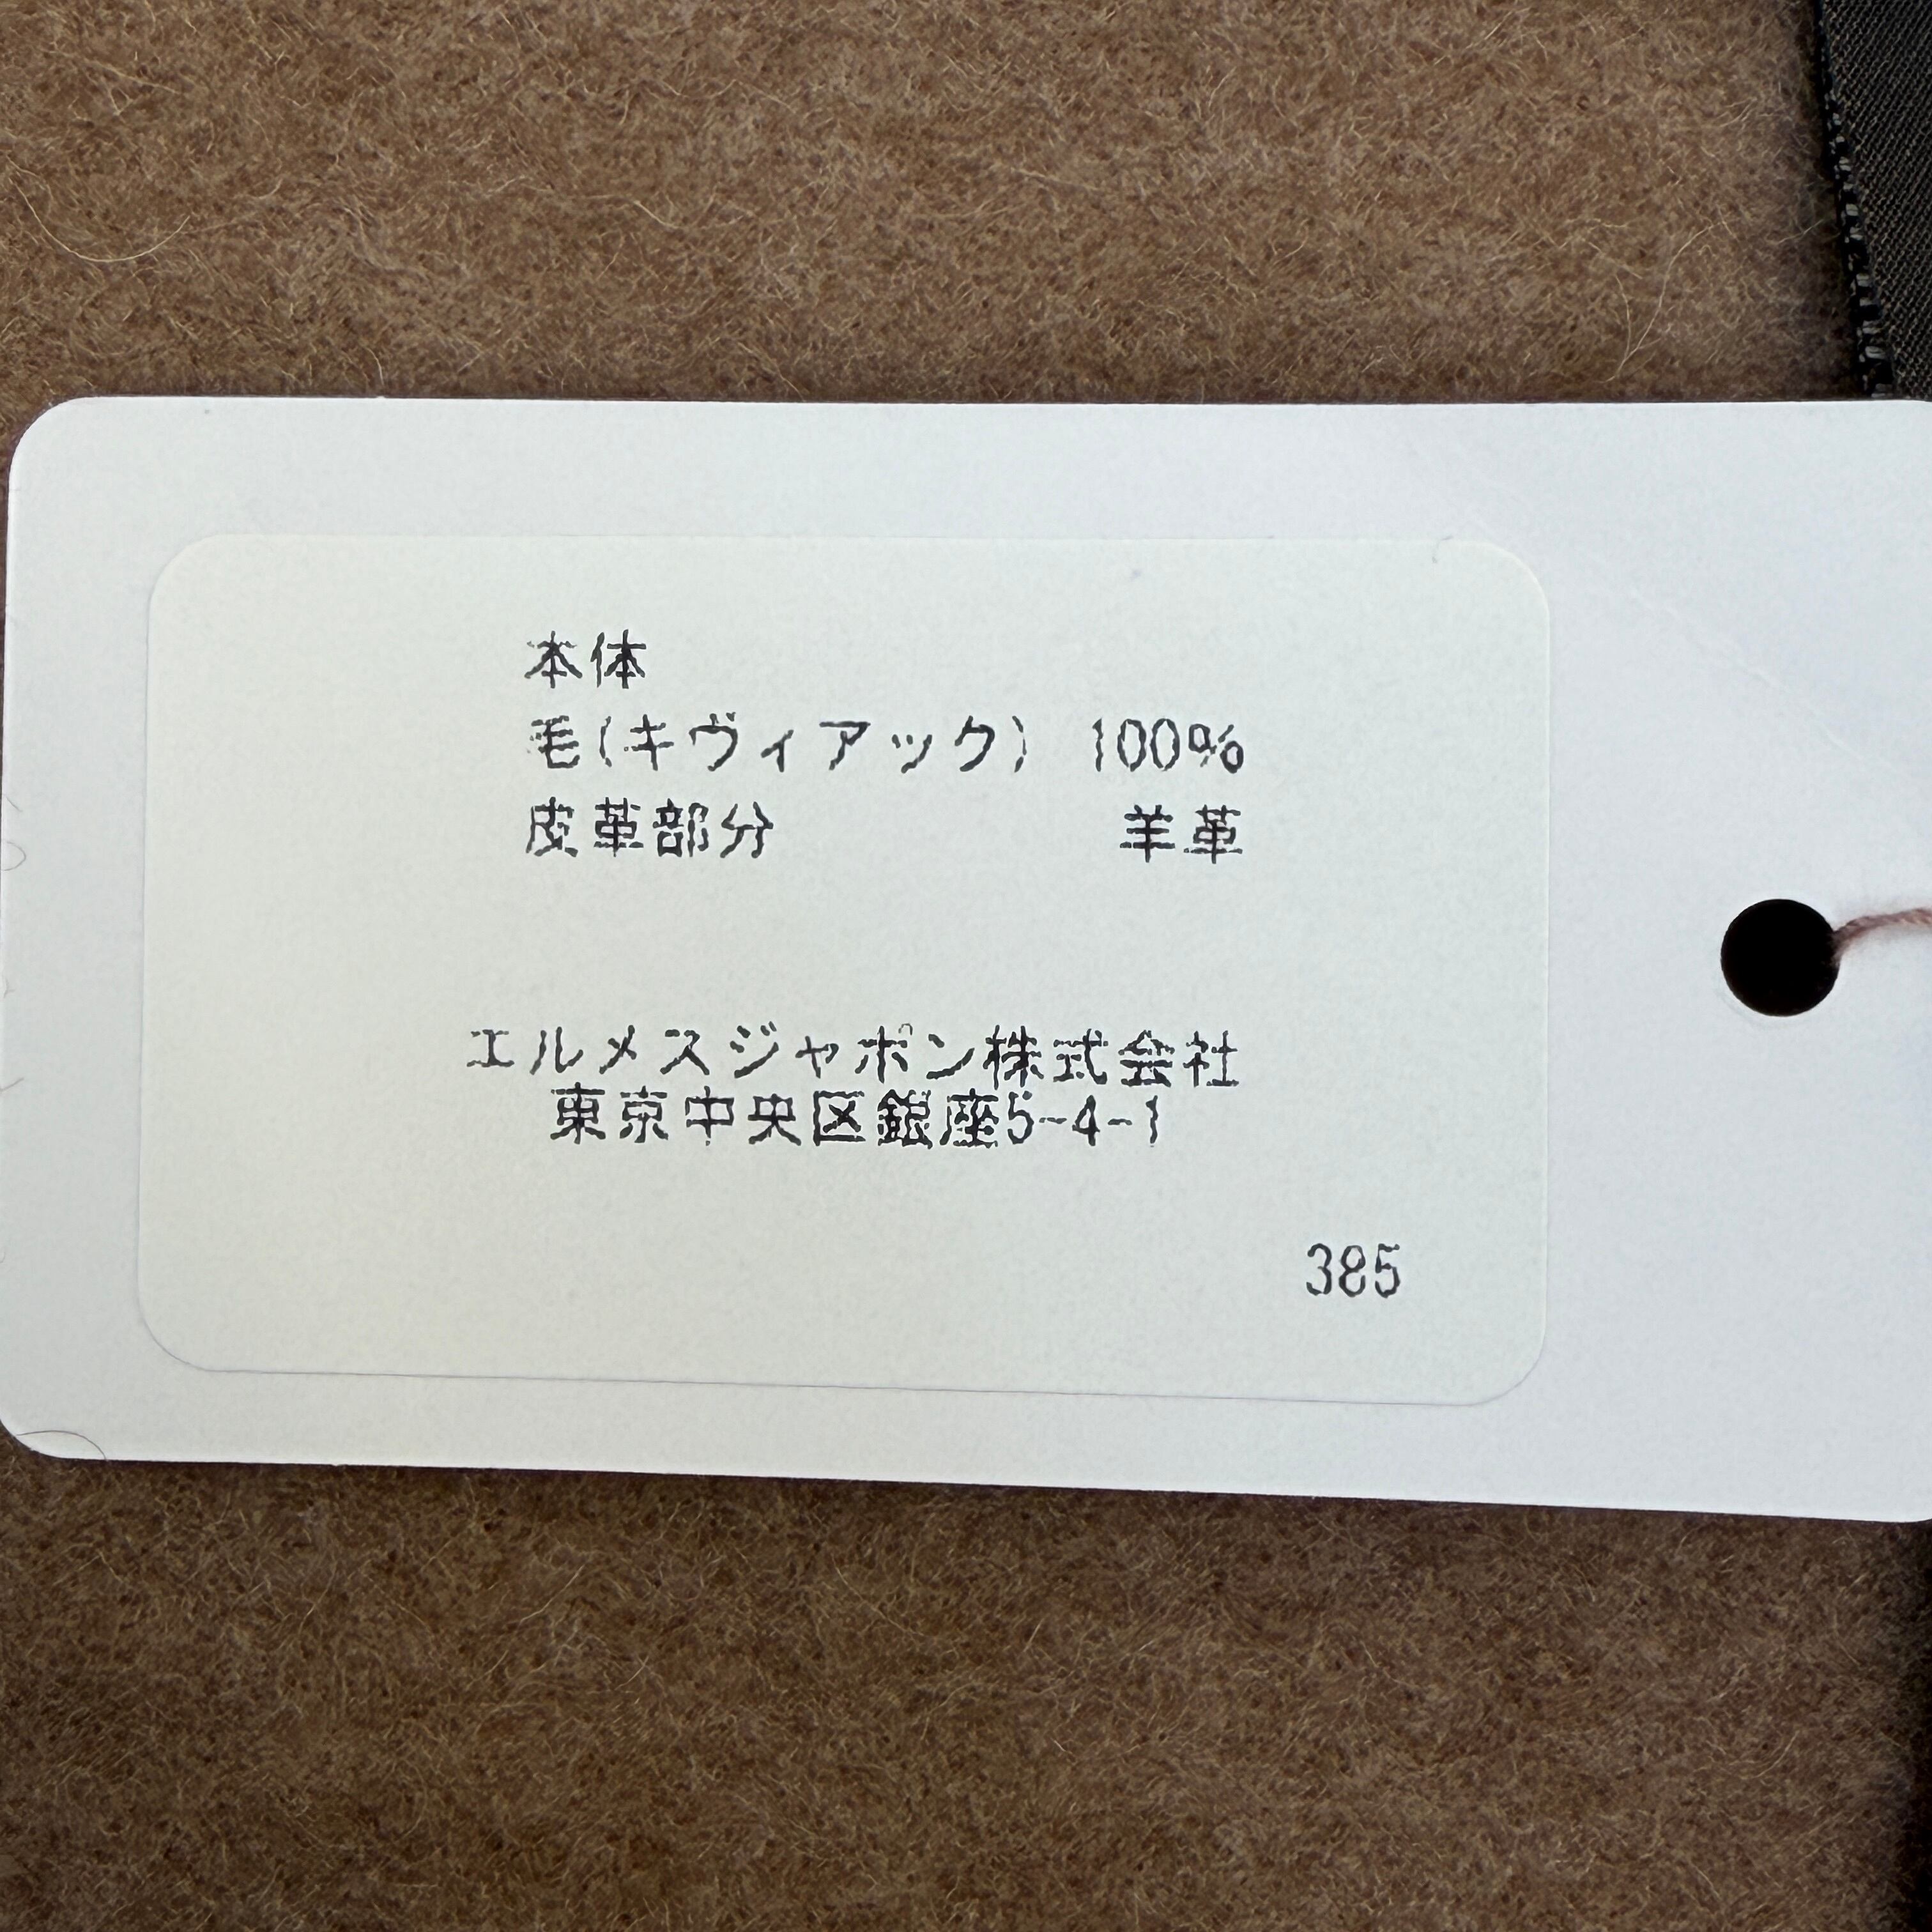 本体
毛(キヴィアック) 100%
皮革部分 羊革
エルメスジャポン株式会社
東京中央区銀座5-4-1
385